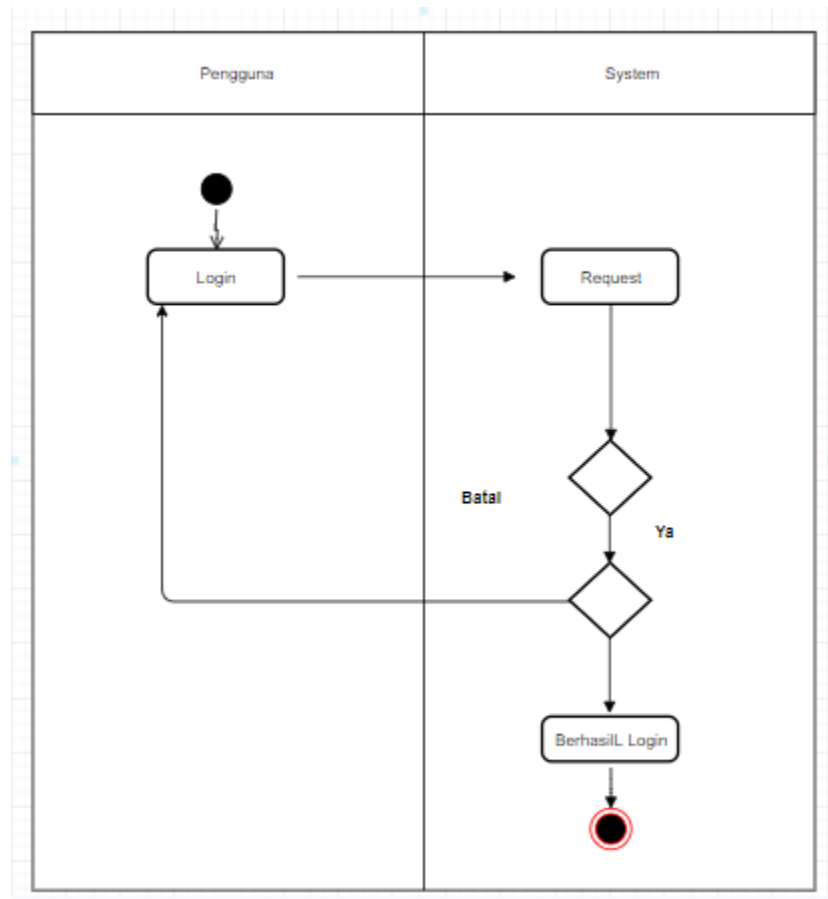 Pengguna
System
Login
Request
Batal
Ya
BerhasilL Login